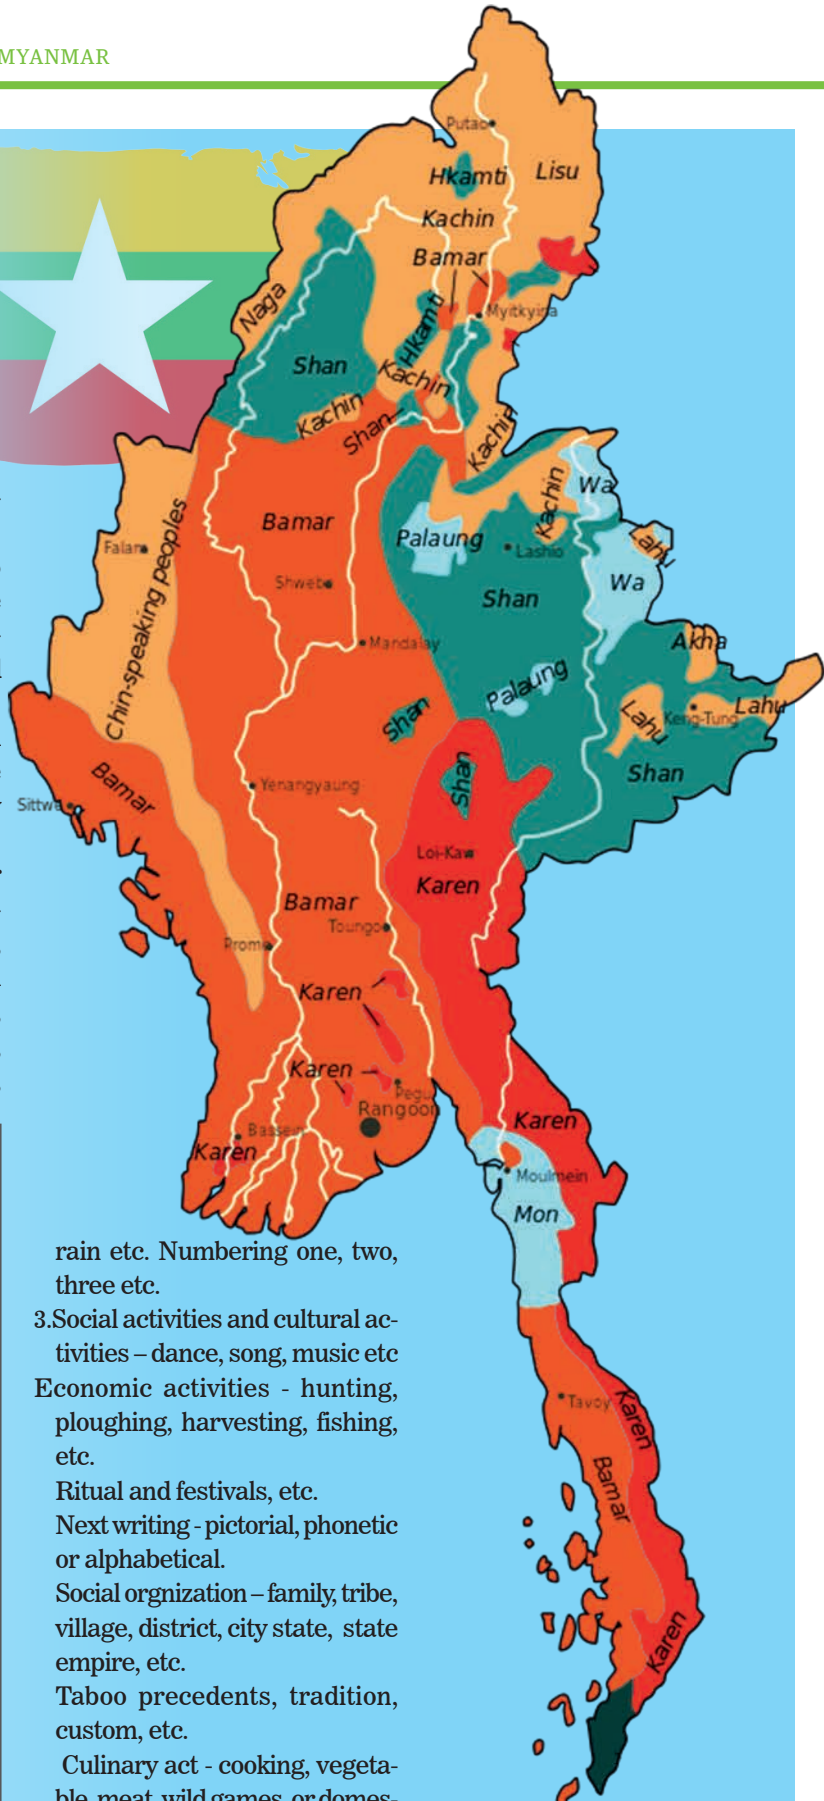 MYANMAR
Putao
Hkamti
Lisu
Kachin
Bamar
Naga
Myitkyina
Hkamti
Shan
Kachin
Kachin
Shan
Kachin
Kachin
Wa
Chin-speaking peoples
Bamar
Palaung
Lashio
Lahu
Falam
Shwebo
Wa
Shan
Mandalay
Akha
Palaung
Shan
Lahu
Keng-Tung
Lahu
Bamar
Shan
Shan
Sittwe
Yenangyaung
Loi-Kaw
Karen
Bamar
Toungoo
Prome
Karen
Karen
Pegu
Rangoon
Karen
Bassein
Karen
Moulmein
Mon
rain etc. Numbering one, two,
three etc.
3.Social activities and cultural ac-
tivities – dance, song, music etc
Economic activities - hunting,
ploughing, harvesting, fishing,
etc.
Ritual and festivals, etc.
Next writing - pictorial, phonetic
or alphabetical.
Social orgnization – family, tribe,
village, district, city state, state
empire, etc.
Taboo precedents, tradition,
custom, etc.
Culinary act - cooking, vegeta-
ble, meat, wild games, or domes-
Tavoy
Karen
Bamar
Karen